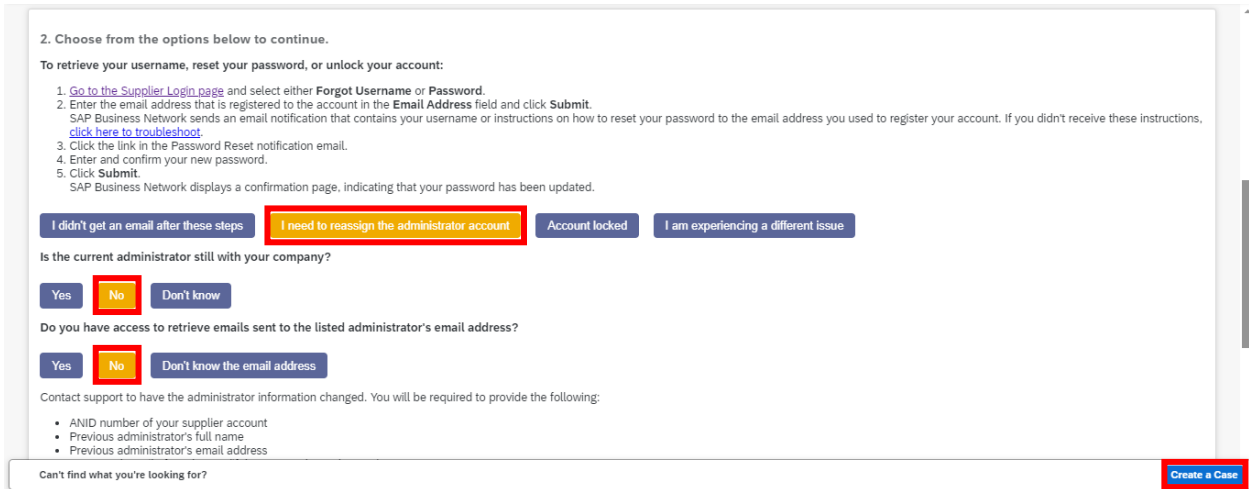 2. Choose from the options below to continue.
To retrieve your username, reset your password, or unlock your account:
1. Go to the Supplier Login page and select either Forgot Username or Password.
2. Enter the email address that is registered to the account in the Email Address field and click Submit.
SAP Business Network sends an email notification that contains your username or instructions on how to reset your password to the email address you used to register your account. If you didn't receive these instructions,
click here to troubleshoot.
3. Click the link in the Password Reset notification email.
4. Enter and confirm your new password.
5. Click Submit.
SAP Business Network displays a confirmation page, indicating that your password has been updated.
I didn't get an email after these steps I need to reassign the administrator account Account locked I am experiencing a different issue
Is the current administrator still with your company?
Yes No Don't know
Do you have access to retrieve emails sent to the listed administrator's email address?
Yes No Don't know the email address
Contact support to have the administrator information changed. You will be required to provide the following:
• ANID number of your supplier account
• Previous administrator's full name
• Previous administrator's email address
Can't find what you're looking for? Create a Case